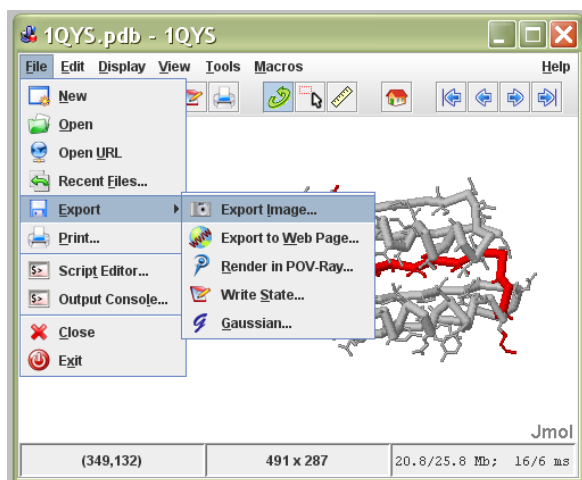 1QYS.pdb - 1QYS
File Edit Display View Tools Macros Help
New
Open
Open URL
Recent Files...
Export
Export Image...
Print...
Export to Web Page...
Script Editor...
Render in POV-Ray...
Output Console...
Write State...
Close
Gaussian...
Exit
Jmol
(349,132) 491 x 287 20.8/25.8 Mb; 16/6 ms